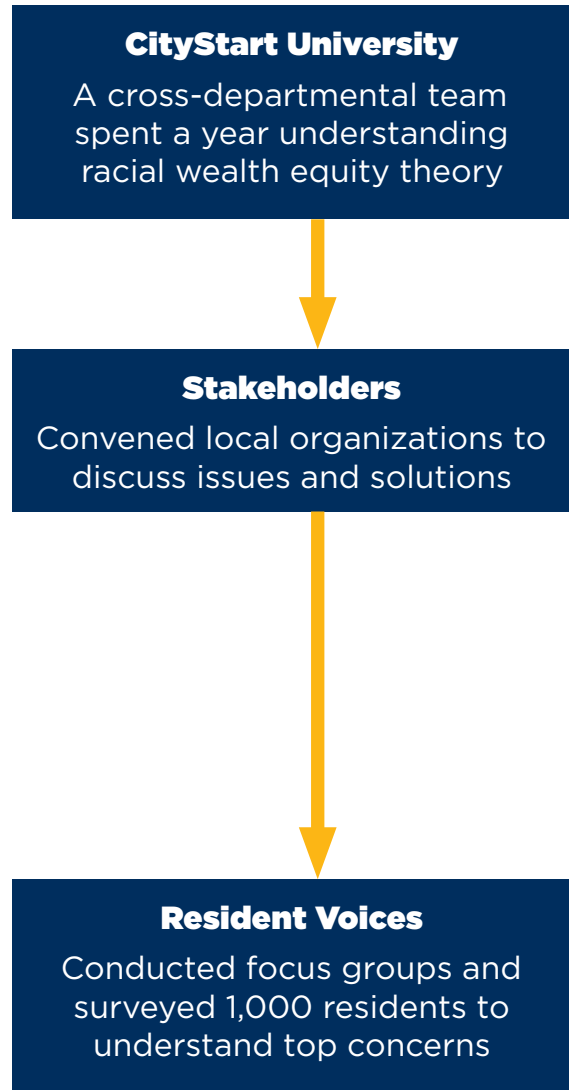 CityStart University
A cross-departmental team
spent a year understanding
racial wealth equity theory
Stakeholders
Convened local organizations to
discuss issues and solutions
Resident Voices
Conducted focus groups and
surveyed 1,000 residents to
understand top concerns